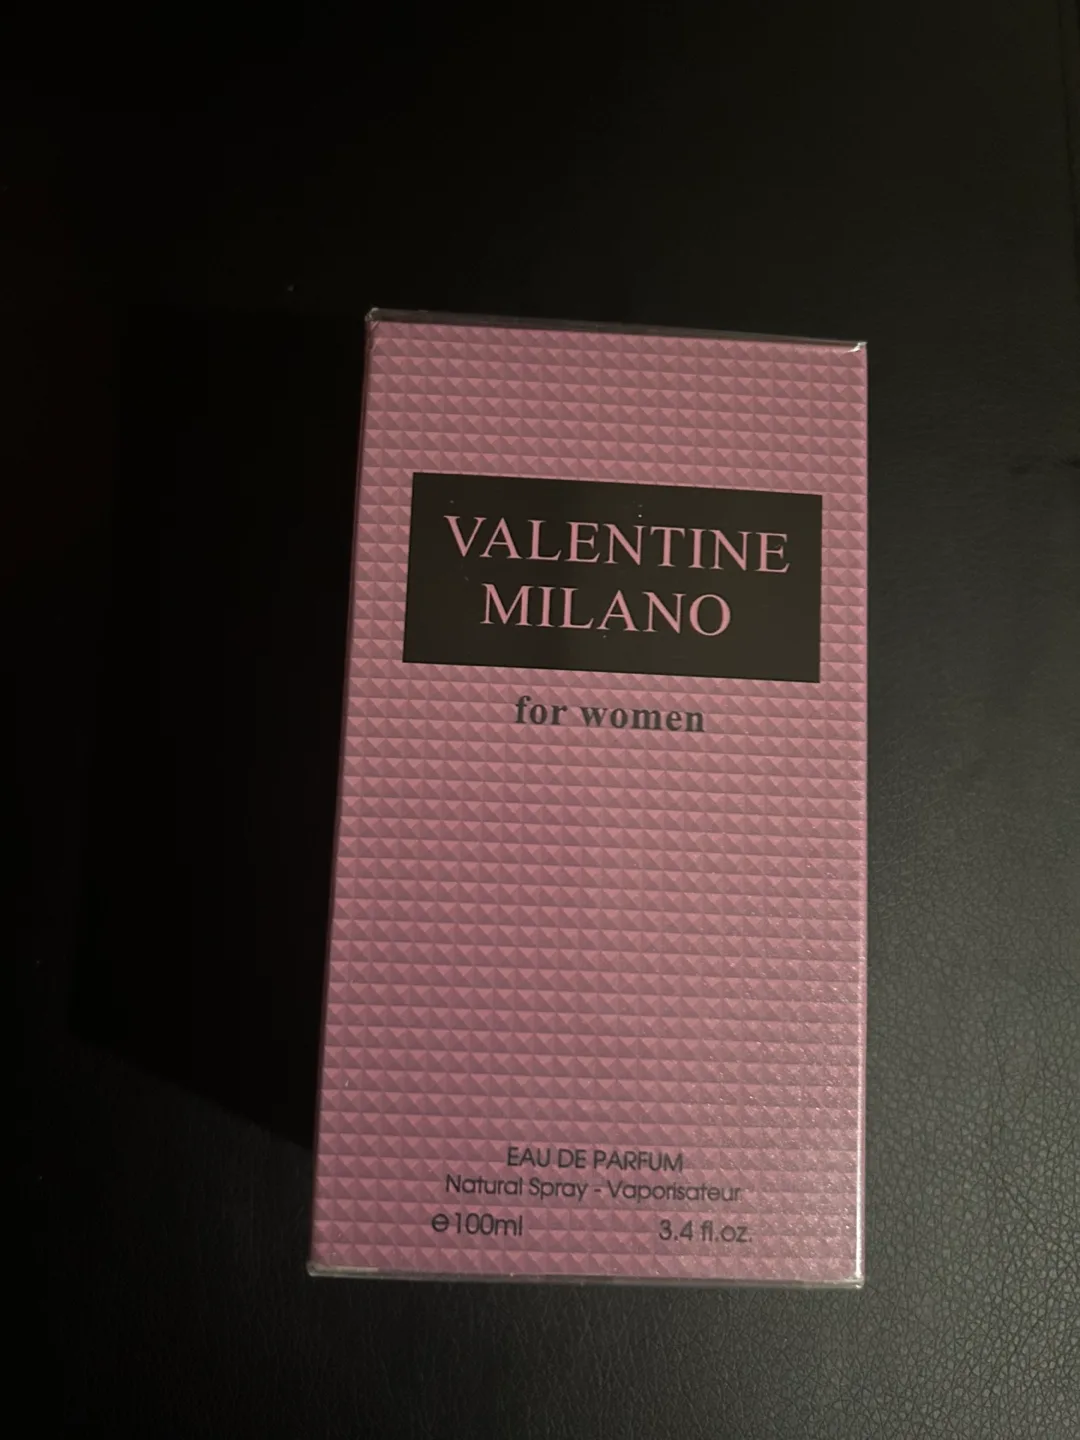 VALENTINE
MILANO
for women
EAU DE PARFUM
Natural Spray - Vaporisateur
℮100ml 3.4 fl.oz.